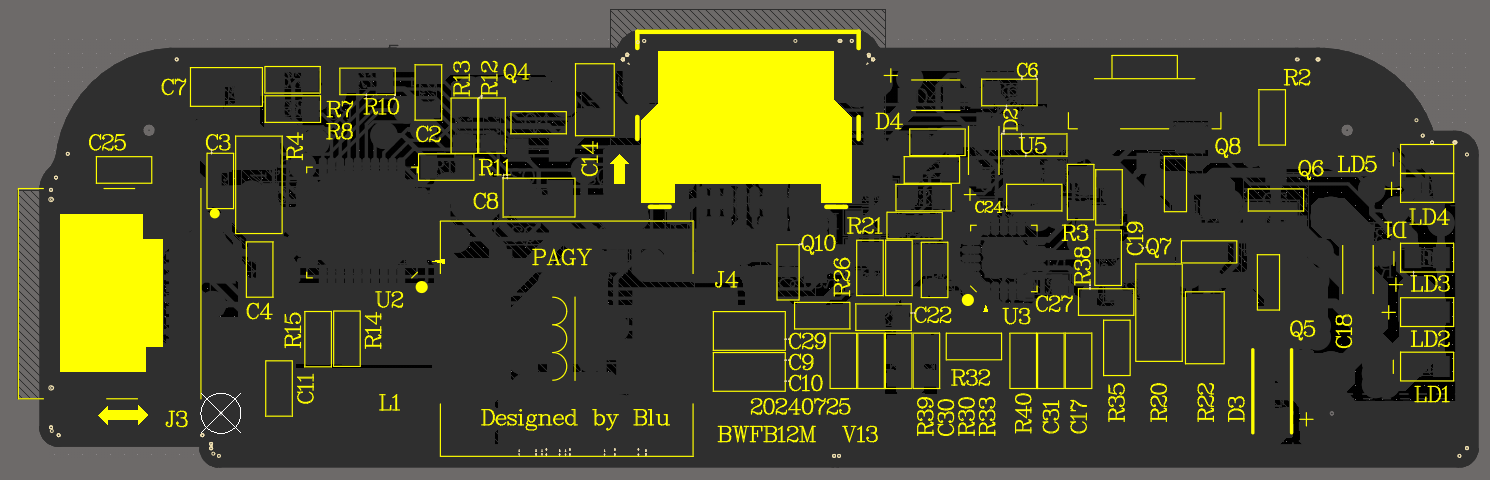 C7
R7
R8
R10
C2
R13
R12
Q4
C14
D4
C6
D2
U5
R2
Q8
Q6
LD5
C25
C3
R4
R11
C8
C24
R21
R3
C19
Q7
LD4
D1
PAGY
Q10
J4
R26
R38
LD3
C4
U2
R15
R14
C22
U3
C27
Q5
C18
LD2
C29
C9
C10
R32
C11
L1
J3
Designed by Blu
20240725
BWFB12M V13
R39
C30
R30
R33
R40
C31
C17
R35
R20
R22
D3
LD1